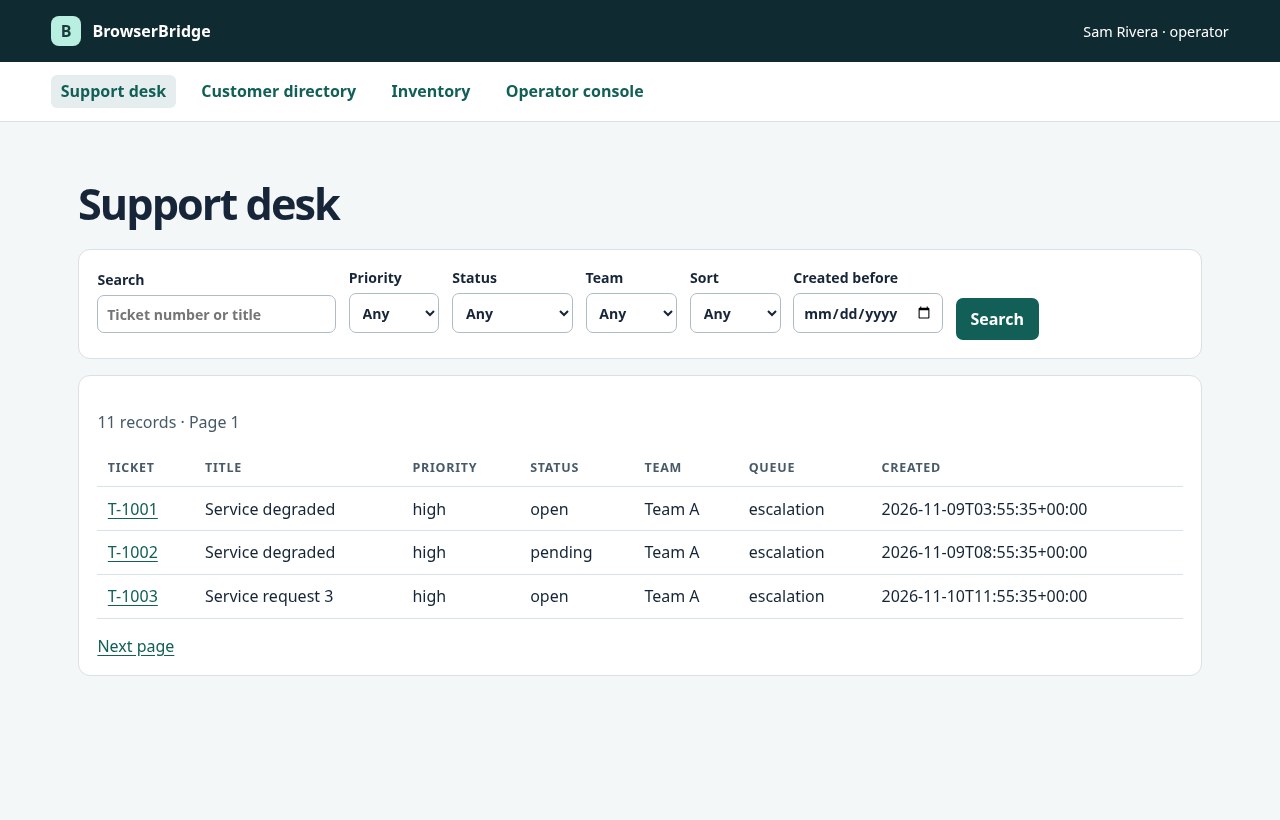 B BrowserBridge Sam Rivera · operator
Support desk Customer directory Inventory Operator console
Support desk
Search Priority Status Team Sort Created before
Ticket number or title Any Any Any Any mm/dd/yyyy Search
11 records · Page 1
TICKET TITLE PRIORITY STATUS TEAM QUEUE CREATED
T-1001 Service degraded high open Team A escalation 2026-11-09T03:55:35+00:00
T-1002 Service degraded high pending Team A escalation 2026-11-09T08:55:35+00:00
T-1003 Service request 3 high open Team A escalation 2026-11-10T11:55:35+00:00
Next page